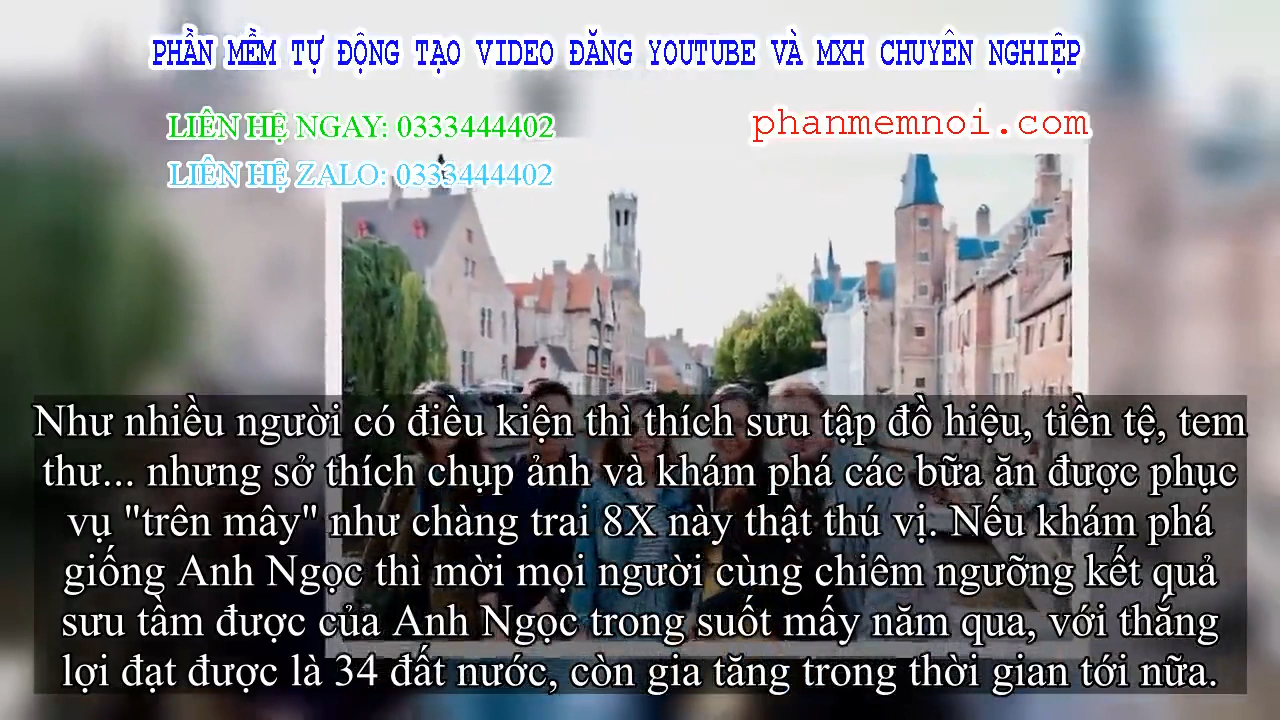 PHẦN MỀM TỰ ĐỘNG TẠO VIDEO ĐĂNG YOUTUBE VÀ MXH CHUYÊN NGHIỆP
LIÊN HỆ NGAY: 0333444402
phanmemnoi.com
LIÊN HỆ ZALO: 0333444402
Như nhiều người có điều kiện thì thích sưu tập đồ hiệu, tiền tệ, tem
thư... nhưng sở thích chụp ảnh và khám phá các bữa ăn được phục
vụ "trên mây" như chàng trai 8X này thật thú vị. Nếu khám phá
giống Anh Ngọc thì mời mọi người cùng chiêm ngưỡng kết quả
sưu tầm được của Anh Ngọc trong suốt mấy năm qua, với thắng
lợi đạt được là 34 đất nước, còn gia tăng trong thời gian tới nữa.